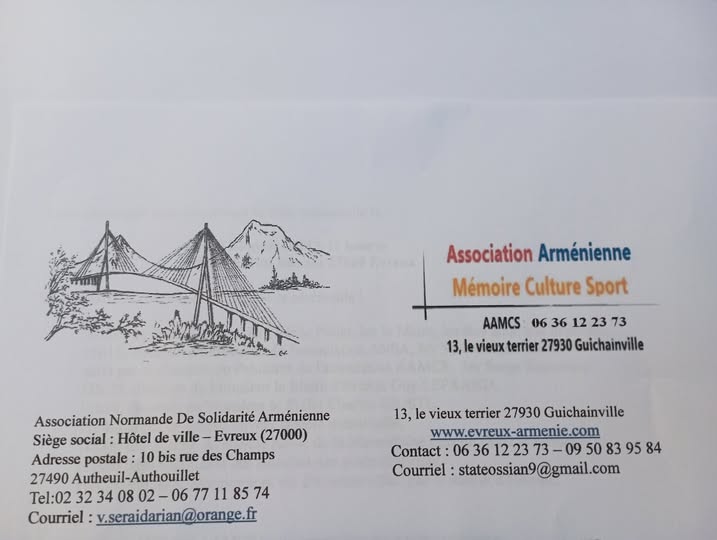 Association Arménienne
Mémoire Culture Sport
AAMCS 06 36 12 23 73
13, le vieux terrier 27930 Guichainville
Association Normande De Solidarité Arménienne
Siège social : Hôtel de ville – Evreux (27000)
Adresse postale : 10 bis rue des Champs
27490 Autheuil-Authouillet
Tel:02 32 34 08 02 – 06 77 11 85 74
Courriel : v.seraidarian@orange.fr
13, le vieux terrier 27930 Guichainville
www.evreux-armenie.com
Contact : 06 36 12 23 73 – 09 50 83 95 84
Courriel : stateossian9@gmail.com